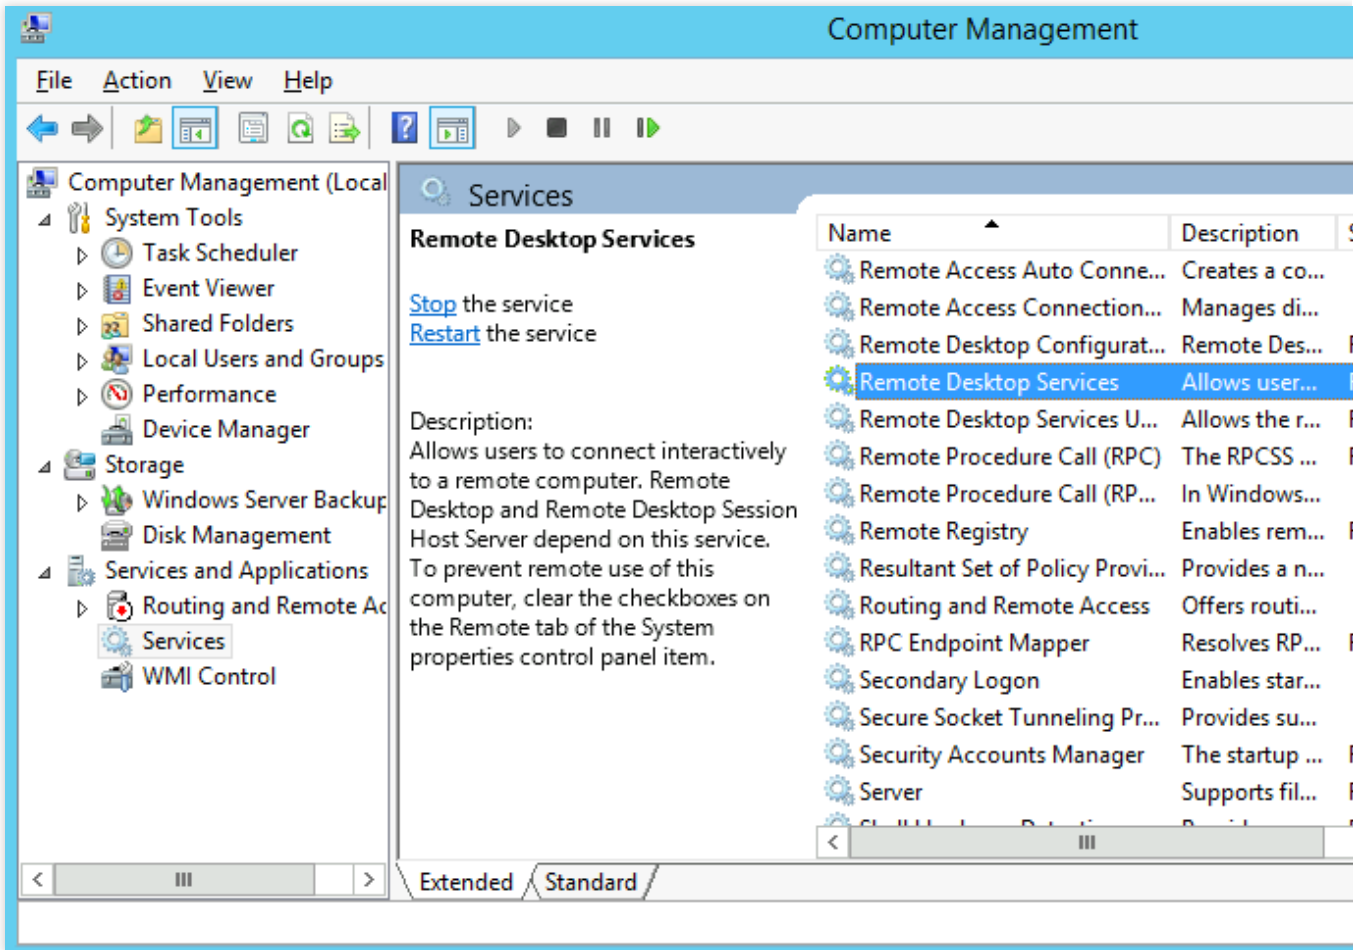 Computer Management
File Action View Help
Computer Management (Local
System Tools
Task Scheduler
Event Viewer
Shared Folders
Local Users and Groups
Performance
Device Manager
Storage
Windows Server Backup
Disk Management
Services and Applications
Routing and Remote Ac
Services
WMI Control
Services
Remote Desktop Services
Stop the service
Restart the service
Description:
Allows users to connect interactively
to a remote computer. Remote
Desktop and Remote Desktop Session
Host Server depend on this service.
To prevent remote use of this
computer, clear the checkboxes on
the Remote tab of the System
properties control panel item.
Name Description
Remote Access Auto Conne... Creates a co...
Remote Access Connection... Manages di...
Remote Desktop Configurat... Remote Des...
Remote Desktop Services Allows user...
Remote Desktop Services U... Allows the r...
Remote Procedure Call (RPC) The RPCSS ...
Remote Procedure Call (RP... In Windows...
Remote Registry Enables rem...
Resultant Set of Policy Provi... Provides a n...
Routing and Remote Access Offers routi...
RPC Endpoint Mapper Resolves RP...
Secondary Logon Enables star...
Secure Socket Tunneling Pr... Provides su...
Security Accounts Manager The startup ...
Server Supports fil...
Extended Standard